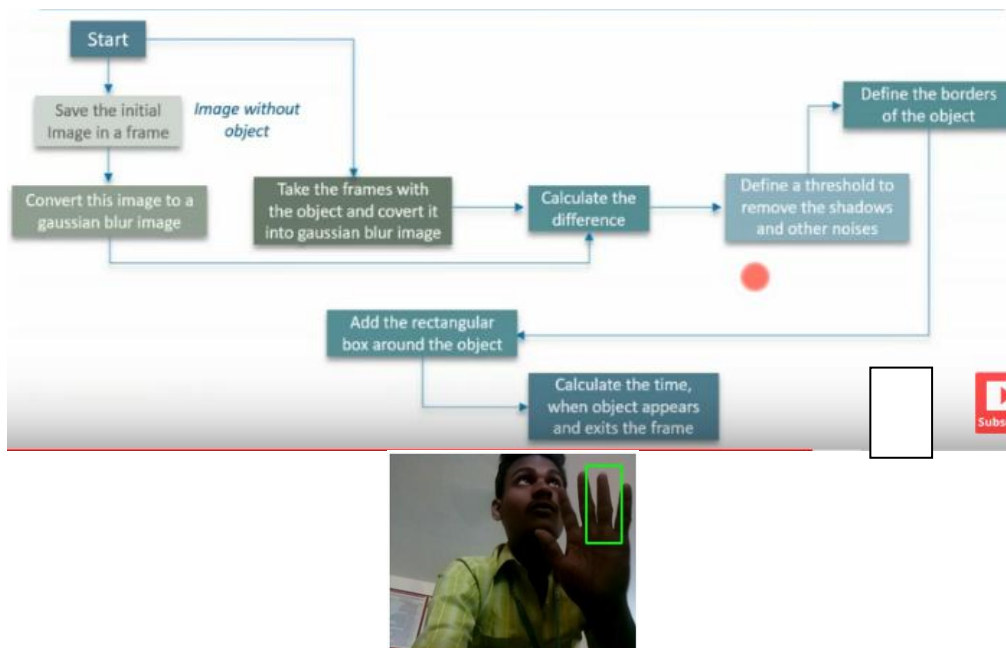 Start
Save the initial
Image in a frame
Image without
object
Convert this image to a
gaussian blur image
Take the frames with
the object and covert it
into gaussian blur image
Calculate the
difference
Define a threshold to
remove the shadows
and other noises
Define the borders
of the object
Add the rectangular
box around the object
Calculate the time,
when object appears
and exits the frame
Subs